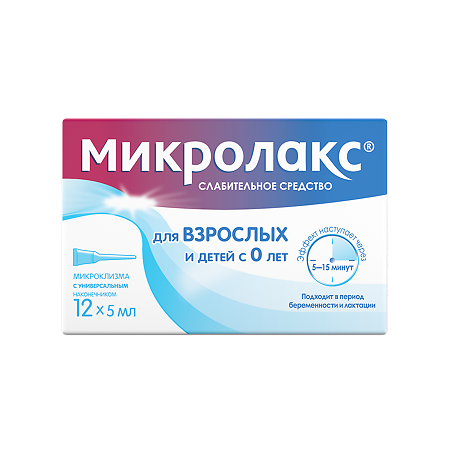 Микролакс®
СЛАБИТЕЛЬНОЕ СРЕДСТВО
для ВЗРОСЛЫХ
и ДЕТЕЙ с 0 лет
Эффект наступает через
5–15 минут
МИКРОКЛИЗМА
С УНИВЕРСАЛЬНЫМ
НАКОНЕЧНИКОМ
12 x 5 мл
Подходит в период
беременности и лактации